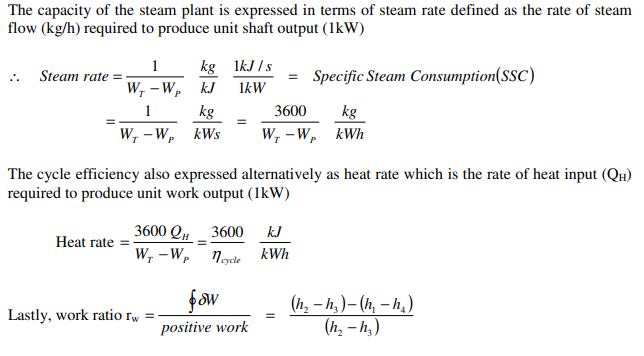 The capacity of the steam plant is expressed in terms of steam rate defined as the rate of steam
flow (kg/h) required to produce unit shaft output (1kW)
∴ Steam rate = 1 / (W_T − W_P) kg/kJ 1kJ/s / 1kW = Specific Steam Consumption(SSC)
= 1 / (W_T − W_P) kg/kWs = 3600 / (W_T − W_P) kg/kWh
The cycle efficiency also expressed alternatively as heat rate which is the rate of heat input (Q_H)
required to produce unit work output (1kW)
Heat rate = 3600 Q_H / (W_T − W_P) = 3600 / η_cycle kJ/kWh
Lastly, work ratio r_w = ∮δW / positive work = ((h_2 − h_3) − (h_1 − h_4)) / (h_2 − h_3)